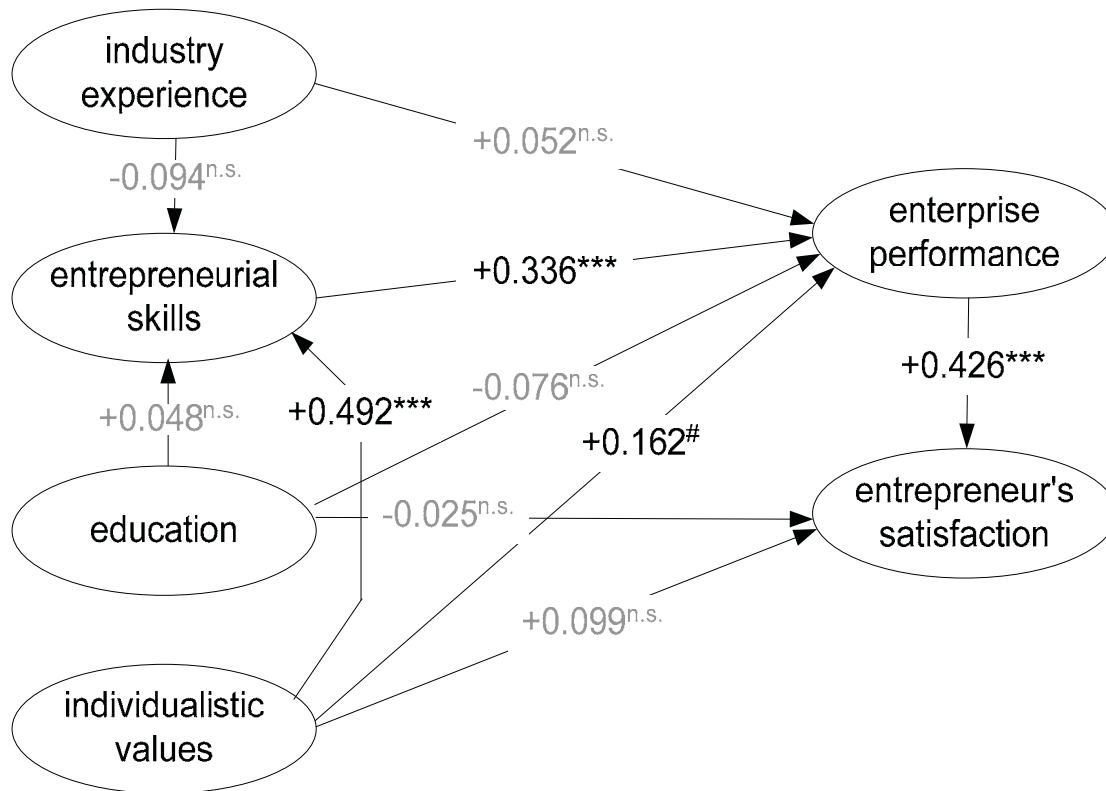 industry
experience
+0.052n.s.
-0.094n.s.
enterprise
performance
entrepreneurial
skills
+0.336***
+0.426***
-0.076n.s.
+0.048n.s.
+0.492***
+0.162#
education
-0.025n.s.
entrepreneur's
satisfaction
+0.099n.s.
individualistic
values